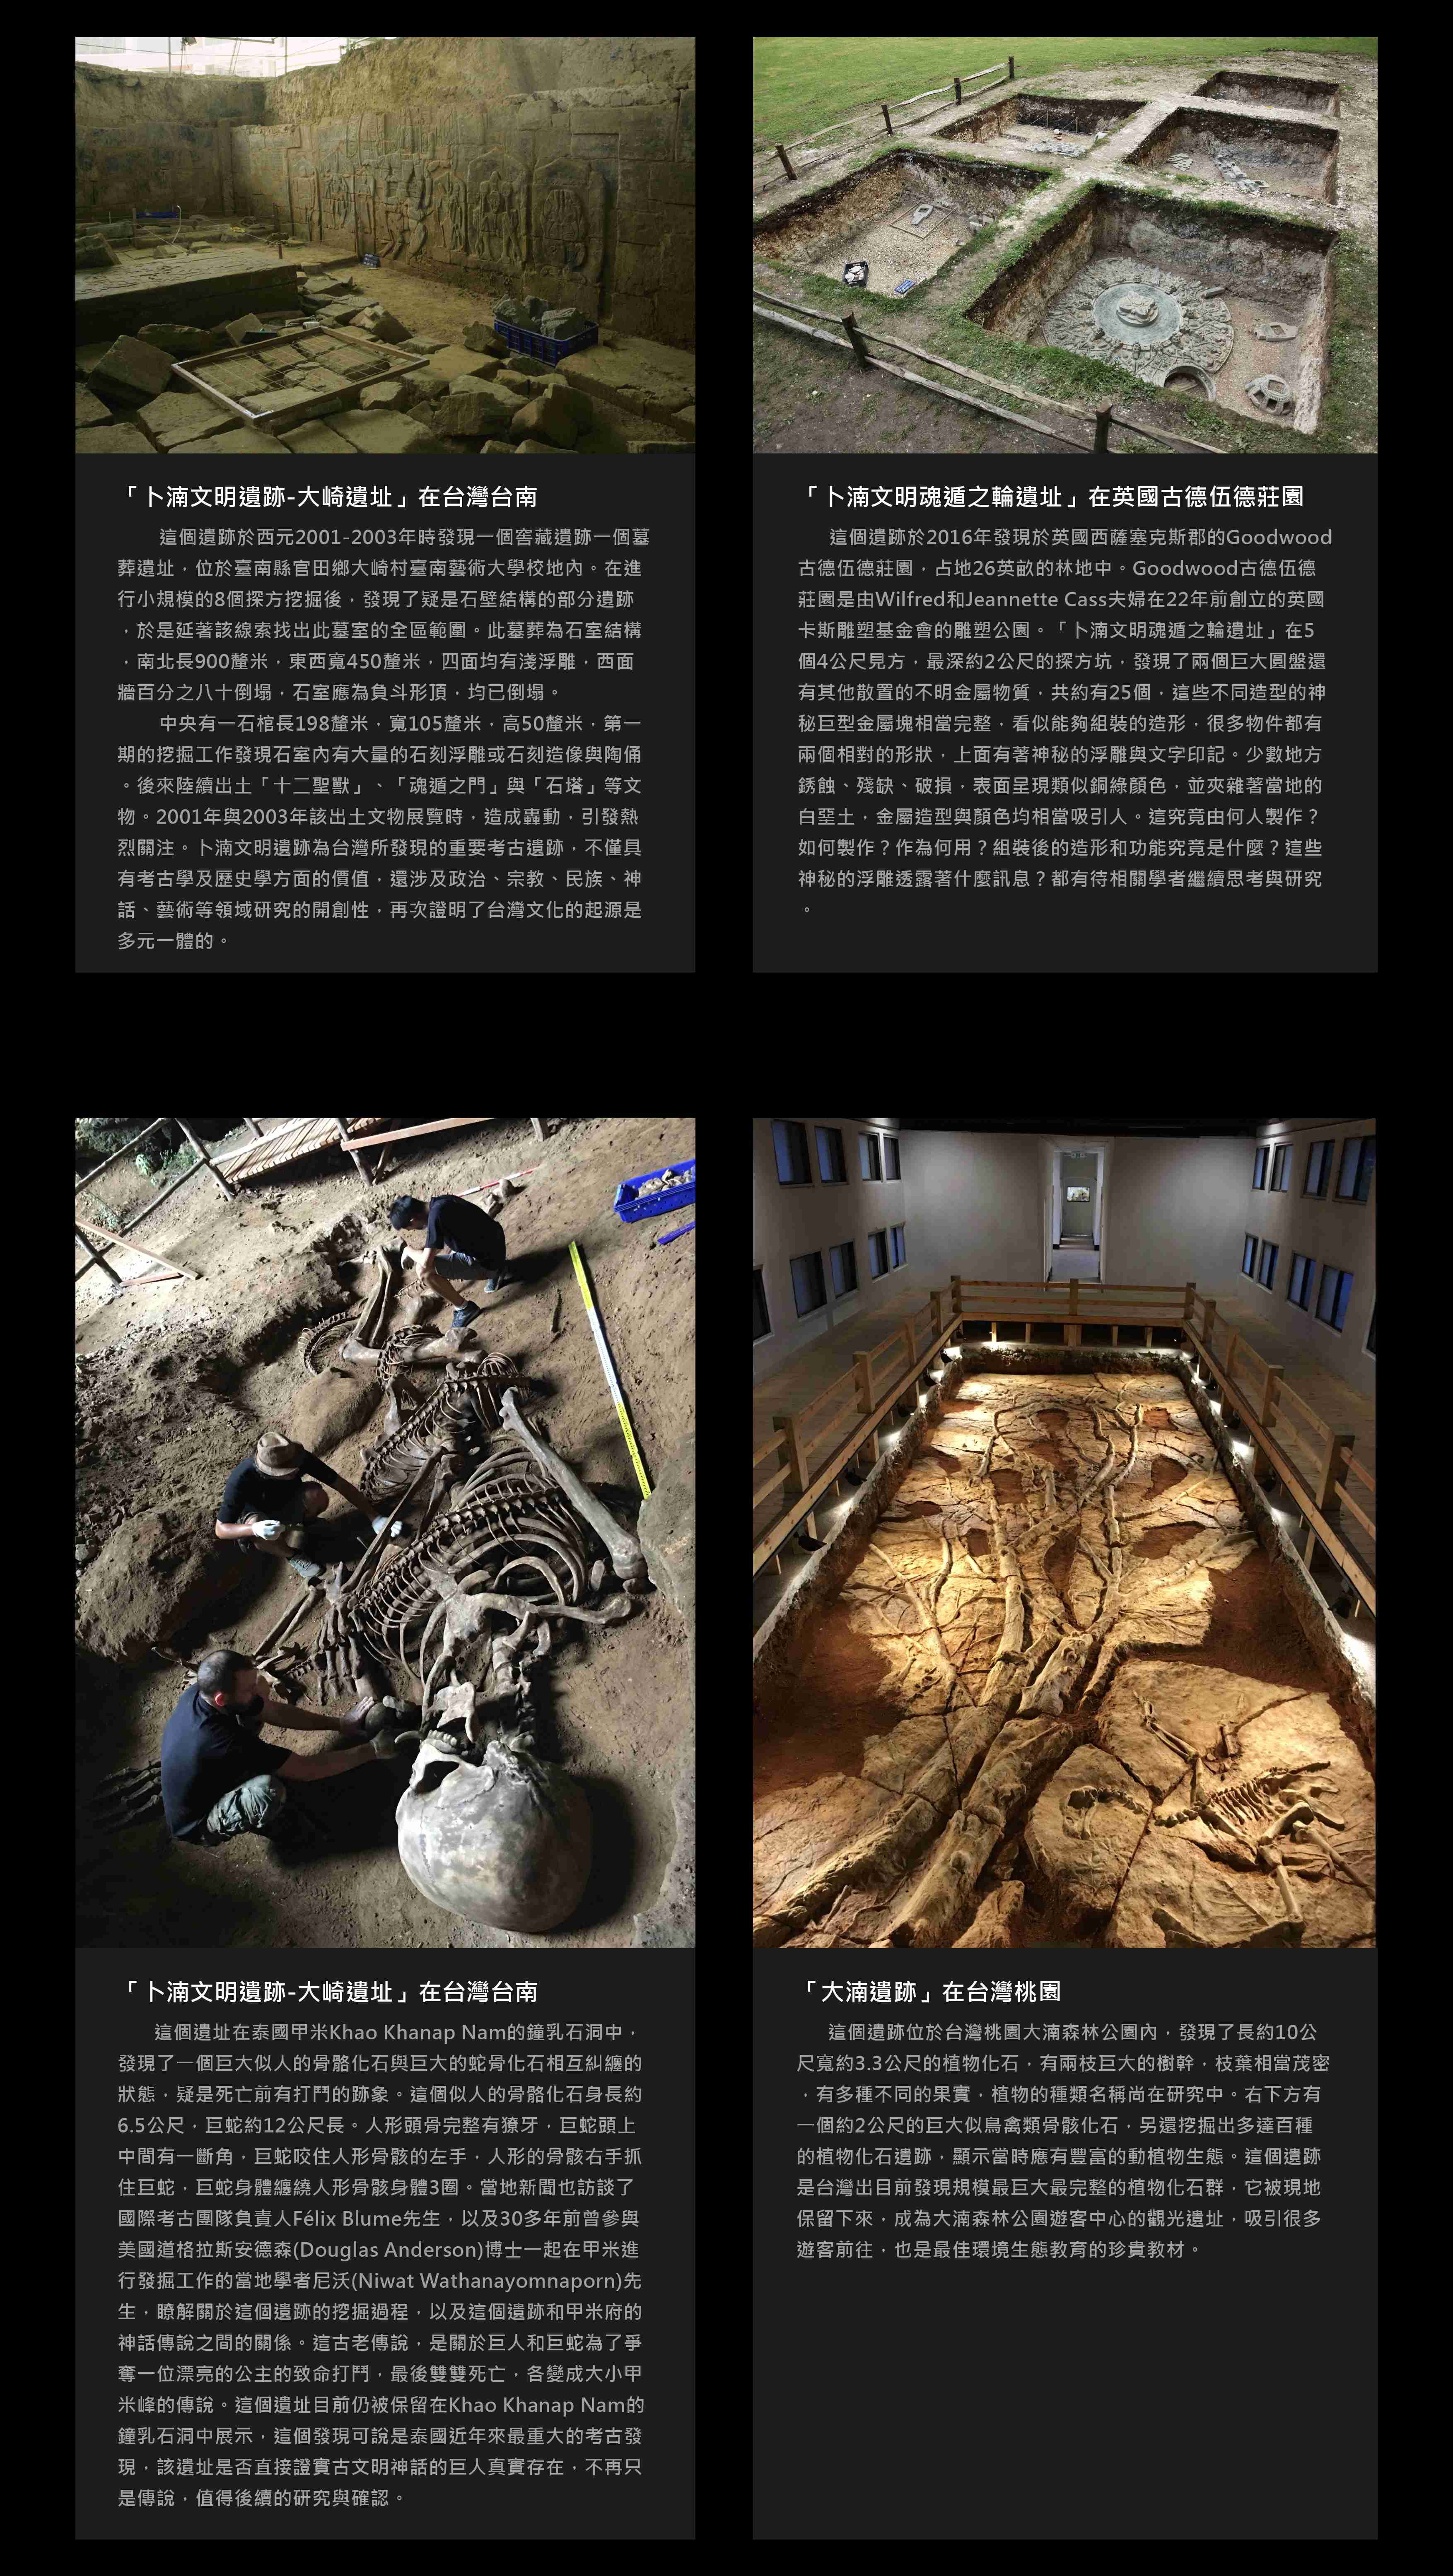 「卜湳文明遺跡-大崎遺址」在台灣台南
這個遺跡於西元2001-2003年時發現一個窖藏遺跡一個墓
葬遺址，位於臺南縣官田鄉大崎村臺南藝術大學校地內。在進
行小規模的8個探方挖掘後，發現了疑是石壁結構的部分遺跡
，於是延著該線索找出此墓室的全區範圍。此墓葬為石室結構
，南北長900釐米，東西寬450釐米，四面均有淺浮雕，西面
牆百分之八十倒塌，石室應為負斗形頂，均已倒塌。
中央有一石棺長198釐米，寬105釐米，高50釐米，第一
期的挖掘工作發現石室內有大量的石刻浮雕或石刻造像與陶俑
。後來陸續出土「十二聖獸」、「魂遁之門」與「石塔」等文
物。2001年與2003年該出土文物展覽時，造成轟動，引發熱
烈關注。卜湳文明遺跡為台灣所發現的重要考古遺跡，不僅具
有考古學及歷史學方面的價值，還涉及政治、宗教、民族、神
話、藝術等領域研究的開創性，再次證明了台灣文化的起源是
多元一體的。
「卜湳文明魂遁之輪遺址」在英國古德伍德莊園
這個遺跡於2016年發現於英國西薩塞克斯郡的Goodwood
古德伍德莊園，占地26英畝的林地中。Goodwood古德伍德
莊園是由Wilfred和Jeannette Cass夫婦在22年前創立的英國
卡斯雕塑基金會的雕塑公園。「卜湳文明魂遁之輪遺址」在5
個4公尺見方，最深約2公尺的探方坑，發現了兩個巨大圓盤還
有其他散置的不明金屬物質，共約有25個，這些不同造型的神
秘巨型金屬塊相當完整，看似能夠組裝的造形，很多物件都有
兩個相對的形狀，上面有著神秘的浮雕與文字印記。少數地方
銹蝕、殘缺、破損，表面呈現類似銅綠顏色，並夾雜著當地的
白堊土，金屬造型與顏色均相當吸引人。這究竟由何人製作？
如何製作？作為何用？組裝後的造形和功能究竟是什麼？這些
神秘的浮雕透露著什麼訊息？都有待相關學者繼續思考與研究
。
「卜湳文明遺跡-大崎遺址」在台灣台南
這個遺址在泰國甲米Khao Khanap Nam的鐘乳石洞中，
發現了一個巨大似人的骨骼化石與巨大的蛇骨化石相互糾纏的
狀態，疑是死亡前有打鬥的跡象。這個似人的骨骼化石身長約
6.5公尺，巨蛇約12公尺長。人形頭骨完整有獠牙，巨蛇頭上
中間有一斷角，巨蛇咬住人形骨骸的左手，人形的骨骸右手抓
住巨蛇，巨蛇身體纏繞人形骨骸身體3圈。當地新聞也訪談了
國際考古團隊負責人Félix Blume先生，以及30多年前曾參與
美國道格拉斯安德森(Douglas Anderson)博士一起在甲米進
行發掘工作的當地學者尼沃(Niwat Wathanayomnaporn)先
生，瞭解關於這個遺跡的挖掘過程，以及這個遺跡和甲米府的
神話傳說之間的關係。這古老傳說，是關於巨人和巨蛇為了爭
奪一位漂亮的公主的致命打鬥，最後雙雙死亡，各變成大小甲
米峰的傳說。這個遺址目前仍被保留在Khao Khanap Nam的
鐘乳石洞中展示，這個發現可說是泰國近年來最重大的考古發
現，該遺址是否直接證實古文明神話的巨人真實存在，不再只
是傳說，值得後續的研究與確認。
「大湳遺跡」在台灣桃園
這個遺跡位於台灣桃園大湳森林公園內，發現了長約10公
尺寬約3.3公尺的植物化石，有兩枝巨大的樹幹，枝葉相當茂密
，有多種不同的果實，植物的種類名稱尚在研究中。右下方有
一個約2公尺的巨大似鳥禽類骨骸化石，另還挖掘出多達百種
的植物化石遺跡，顯示當時應有豐富的動植物生態。這個遺跡
是台灣出目前發現規模最巨大最完整的植物化石群，它被現地
保留下來，成為大湳森林公園遊客中心的觀光遺址，吸引很多
遊客前往，也是最佳環境生態教育的珍貴教材。